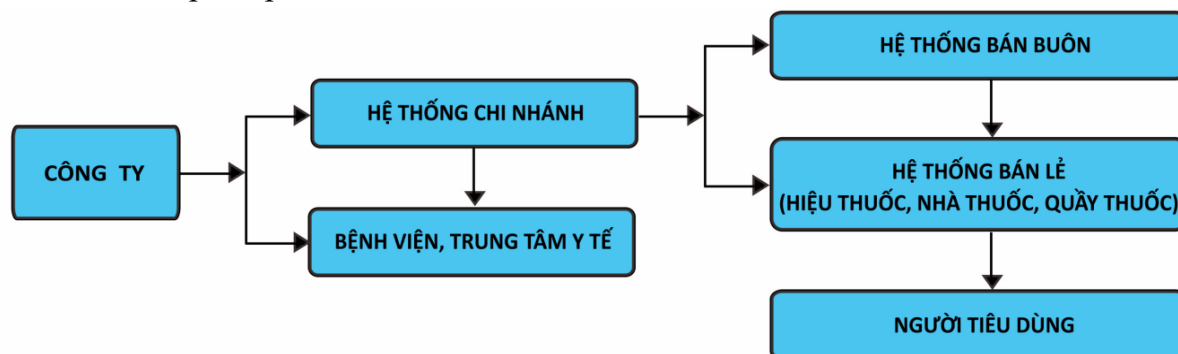 HỆ THỐNG BÁN BUÔN
HỆ THỐNG CHI NHÁNH
CÔNG TY
HỆ THỐNG BÁN LẺ
(HIỆU THUỐC, NHÀ THUỐC, QUẦY THUỐC)
BỆNH VIỆN, TRUNG TÂM Y TẾ
NGƯỜI TIÊU DÙNG